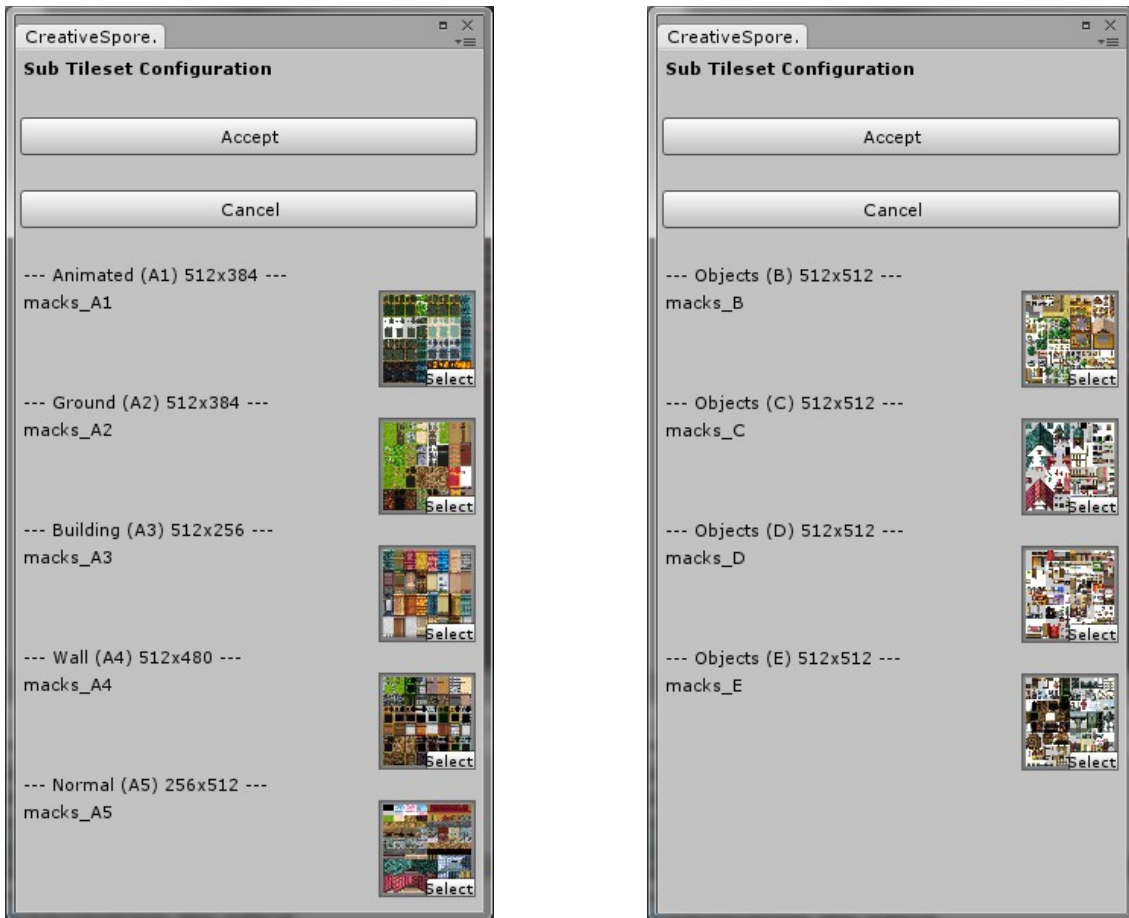 CreativeSpore.
Sub Tileset Configuration
Accept
Cancel
--- Animated (A1) 512x384 ---
macks_A1
Select
--- Ground (A2) 512x384 ---
macks_A2
Select
--- Building (A3) 512x256 ---
macks_A3
Select
--- Wall (A4) 512x480 ---
macks_A4
Select
--- Normal (A5) 256x512 ---
macks_A5
Select
CreativeSpore.
Sub Tileset Configuration
Accept
Cancel
--- Objects (B) 512x512 ---
macks_B
Select
--- Objects (C) 512x512 ---
macks_C
Select
--- Objects (D) 512x512 ---
macks_D
Select
--- Objects (E) 512x512 ---
macks_E
Select